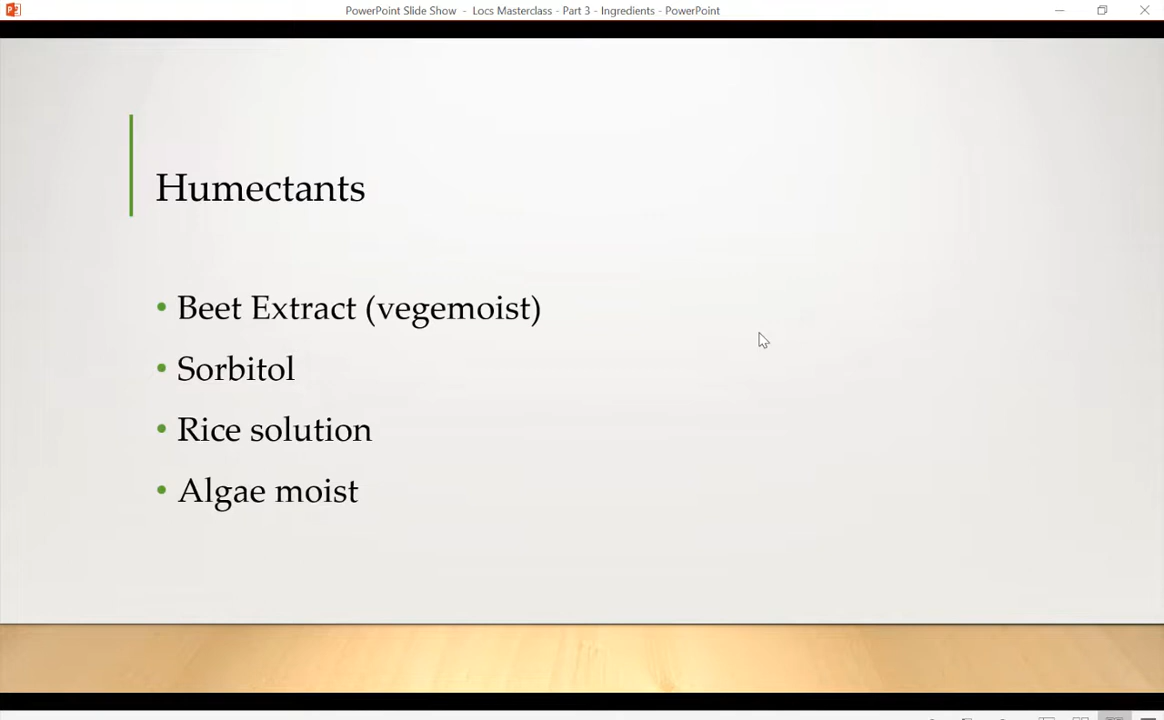 PowerPoint Slide Show - Locs Masterclass - Part 3 - Ingredients - PowerPoint
Humectants
• Beet Extract (vegemoist)
• Sorbitol
• Rice solution
• Algae moist